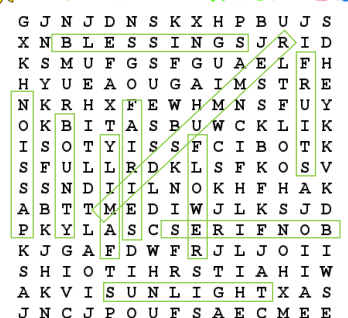 G J N J D N S K X H P B U J S
X N B L E S S I N G S J R I D
K S M U F G S F G U A E L F H
H Y U E A O U G A I M S T R E
N K R H X F E W H M N S F U Y
O K B I T A S B U W C K L I K
I S O T Y I S S F C I B O T K
S F U L L R D K L S F K O S V
S S N D I I L N O K H F H A K
A B T T M E D I W J L K S J D
P K Y L A S C S E R I F N O B
K J G A F D W F R J L J O I I
S H I O T I H R S T I A H I W
A K V I S U N L I G H T X A S
J N C J P O U F S A E C M E E